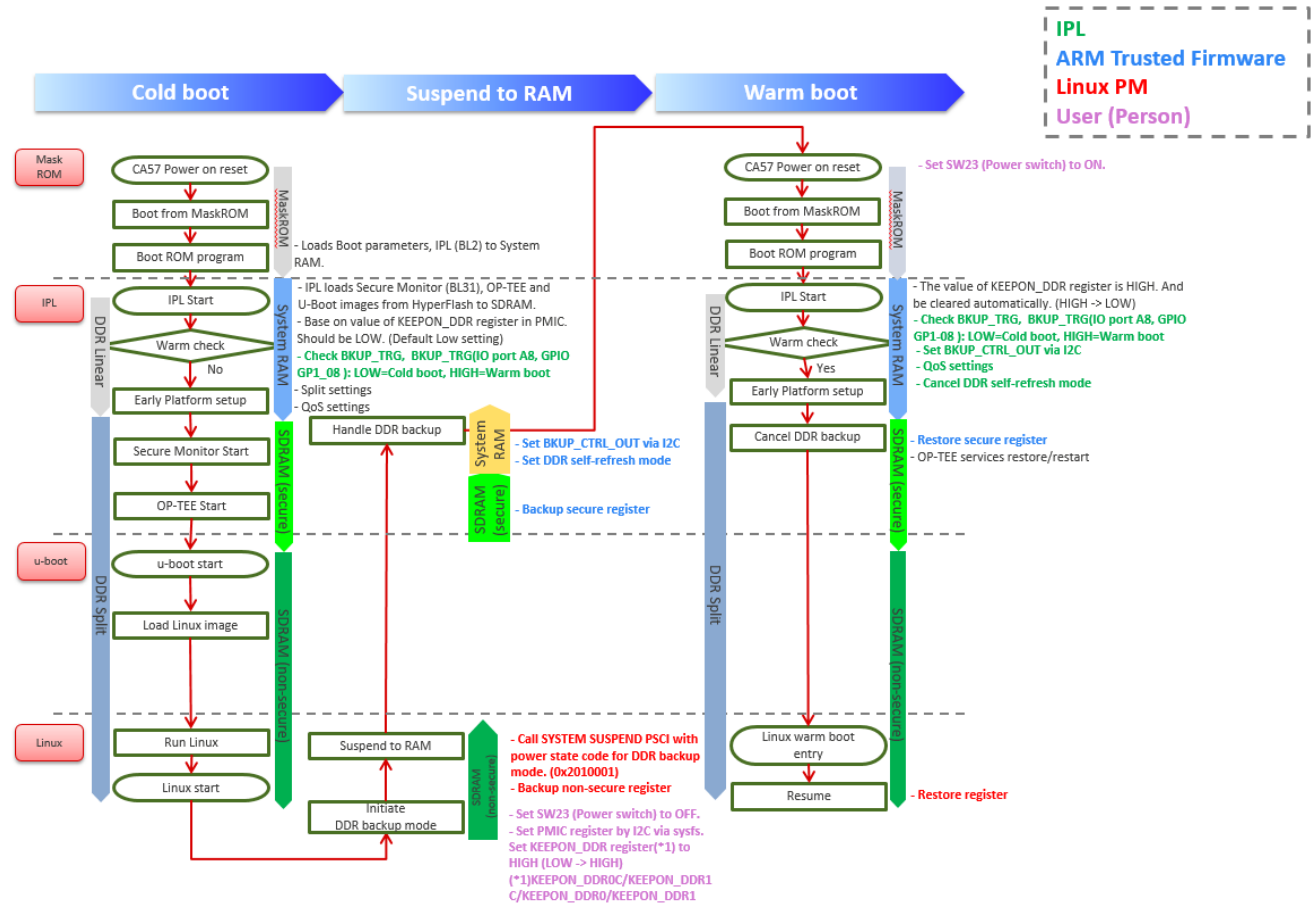 IPL
ARM Trusted Firmware
Linux PM
User (Person)
Cold boot
Suspend to RAM
Warm boot
Mask
ROM
IPL
u-boot
Linux
CA57 Power on reset
Boot from MaskROM
Boot ROM program
MaskROM
- Loads Boot parameters, IPL (BL2) to System
RAM.
IPL Start
Warm check
No
Early Platform setup
Secure Monitor Start
OP-TEE Start
u-boot start
Load Linux image
Run Linux
Linux start
DDR Linear
DDR Split
System RAM
SDRAM (secure)
SDRAM (non-secure)
- IPL loads Secure Monitor (BL31), OP-TEE and
U-Boot images from HyperFlash to SDRAM.
- Base on value of KEEPON_DDR register in PMIC.
Should be LOW. (Default Low setting)
- Check BKUP_TRG, BKUP_TRG(IO port A8, GPIO
GP1_08 ): LOW=Cold boot, HIGH=Warm boot
- Split settings
- QoS settings
Handle DDR backup
Suspend to RAM
Initiate
DDR backup mode
System
RAM
SDRAM
(secure)
SDRAM
(non-secure)
- Set BKUP_CTRL_OUT via I2C
- Set DDR self-refresh mode
- Backup secure register
- Call SYSTEM SUSPEND PSCI with
power state code for DDR backup
mode. (0x2010001)
- Backup non-secure register
- Set SW23 (Power switch) to OFF.
- Set PMIC register by I2C via sysfs.
Set KEEPON_DDR register(*1) to
HIGH (LOW -> HIGH)
(*1)KEEPON_DDR0C/KEEPON_DDR1
C/KEEPON_DDR0/KEEPON_DDR1
CA57 Power on reset
Boot from MaskROM
Boot ROM program
MaskROM
- Set SW23 (Power switch) to ON.
IPL Start
Warm check
Yes
Early Platform setup
Cancel DDR backup
Linux warm boot
entry
Resume
DDR Linear
DDR Split
System RAM
SDRAM (secure)
SDRAM (non-secure)
- The value of KEEPON_DDR register is HIGH. And
be cleared automatically. (HIGH -> LOW)
- Check BKUP_TRG, BKUP_TRG(IO port A8, GPIO
GP1-08 ): LOW=Cold boot, HIGH=Warm boot
- Set BKUP_CTRL_OUT via I2C
- QoS settings
- Cancel DDR self-refresh mode
- Restore secure register
- OP-TEE services restore/restart
- Restore register